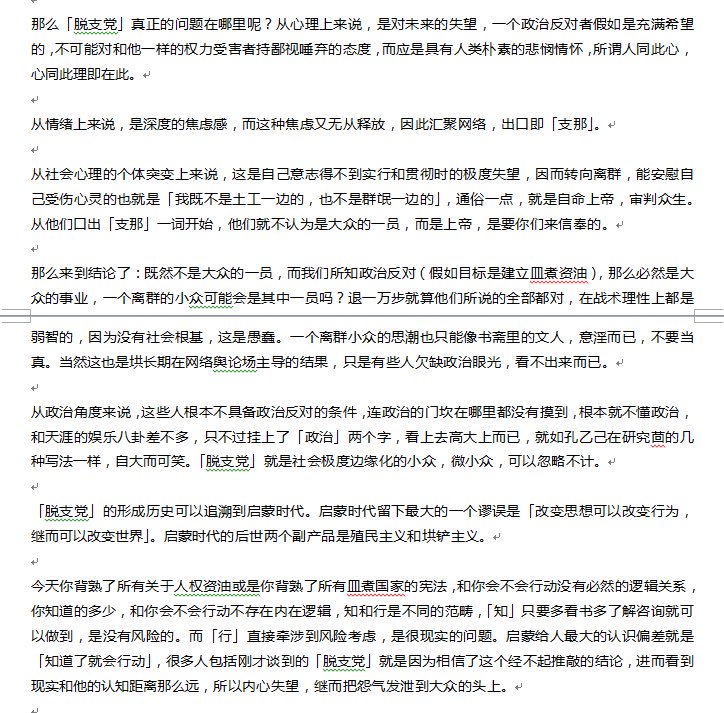 那么「脱支党」真正的问题在哪里呢？从心理上来说，是对未来的失望，一个政治反对者假如是充满希望
的，不可能对和他一样的权力受害者持鄙视唾弃的态度，而应是具有人类朴素的悲悯情怀，所谓人同此心，
心同此理即在此。
从情绪上来说，是深度的焦虑感，而这种焦虑又无从释放，因此汇聚网络，出口即「支那」。
从社会心理的个体突变上来说，这是自己意志得不到实行和贯彻时的极度失望，因而转向离群，能安慰自
己受伤心灵的也就是「我既不是土工一边的，也不是群氓一边的」，通俗一点，就是自命上帝，审判众生。
从他们口出「支那」一词开始，他们就不认为是大众的一员，而是上帝，是要你们来信奉的。
那么来到结论了：既然不是大众的一员，而我们所知政治反对（假如目标是建立皿煮资油），那么必然是大
众的事业，一个离群的小众可能会是其中一员吗？退一万步就算他们所说的全部都对，在战术理性上都是
弱智的，因为没有社会根基，这是愚蠢。一个离群小众的思潮也只能像书斋里的文人，意淫而已，不要当
真。当然这也是垬长期在网络舆论场主导的结果，只是有些人欠缺政治眼光，看不出来而已。
从政治角度来说，这些人根本不具备政治反对的条件，连政治的门坎在哪里都没有摸到，根本就不懂政治，
和天涯的娱乐八卦差不多，只不过挂上了「政治」两个字，看上去高大上而已，就如孔乙己在研究茴的几
种写法一样，自大而可笑。「脱支党」就是社会极度边缘化的小众，微小众，可以忽略不计。
「脱支党」的形成历史可以追溯到启蒙时代。启蒙时代留下最大的一个谬误是「改变思想可以改变行为，
继而可以改变世界」。启蒙时代的后世两个副产品是殖民主义和垬铲主义。
今天你背熟了所有关于人权资油或是你背熟了所有皿煮国家的宪法，和你会不会行动没有必然的逻辑关系，
你知道的多少，和你会不会行动不存在内在逻辑，知和行是不同的范畴，「知」只要多看书多了解咨询就可
以做到，是没有风险的。而「行」直接牵涉到风险考虑，是很现实的问题。启蒙给人最大的认识偏差就是
「知道了就会行动」，很多人包括刚才谈到的「脱支党」就是因为相信了这个经不起推敲的结论，进而看到
现实和他的认知距离那么远，所以内心失望，继而把怨气发泄到大众的头上。